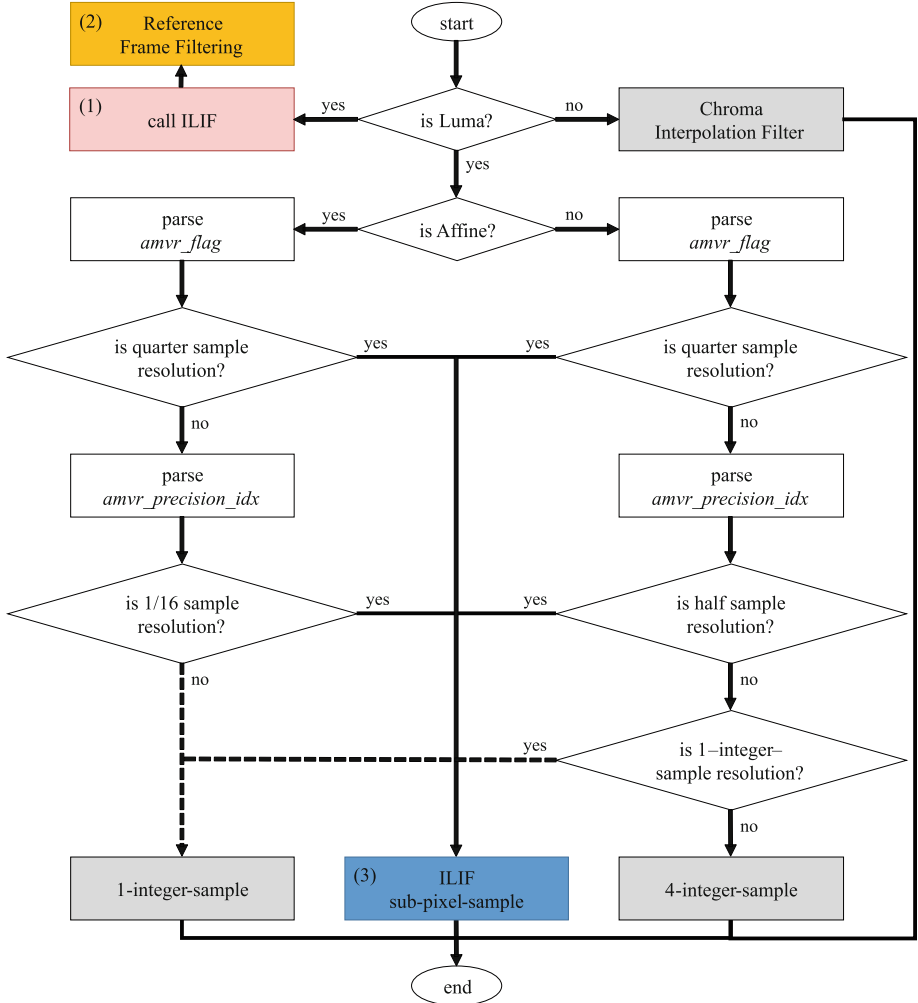 (2)
Reference
Frame Filtering
start
(1)
call ILIF
yes
is Luma?
no
Chroma
Interpolation Filter
yes
parse
amvr_flag
yes
is Affine?
no
parse
amvr_flag
is quarter sample
resolution?
yes
yes
is quarter sample
resolution?
no
no
parse
amvr_precision_idx
parse
amvr_precision_idx
is 1/16 sample
resolution?
yes
yes
is half sample
resolution?
no
no
yes
is 1–integer–
sample resolution?
no
1-integer-sample
(3)
ILIF
sub-pixel-sample
4-integer-sample
end